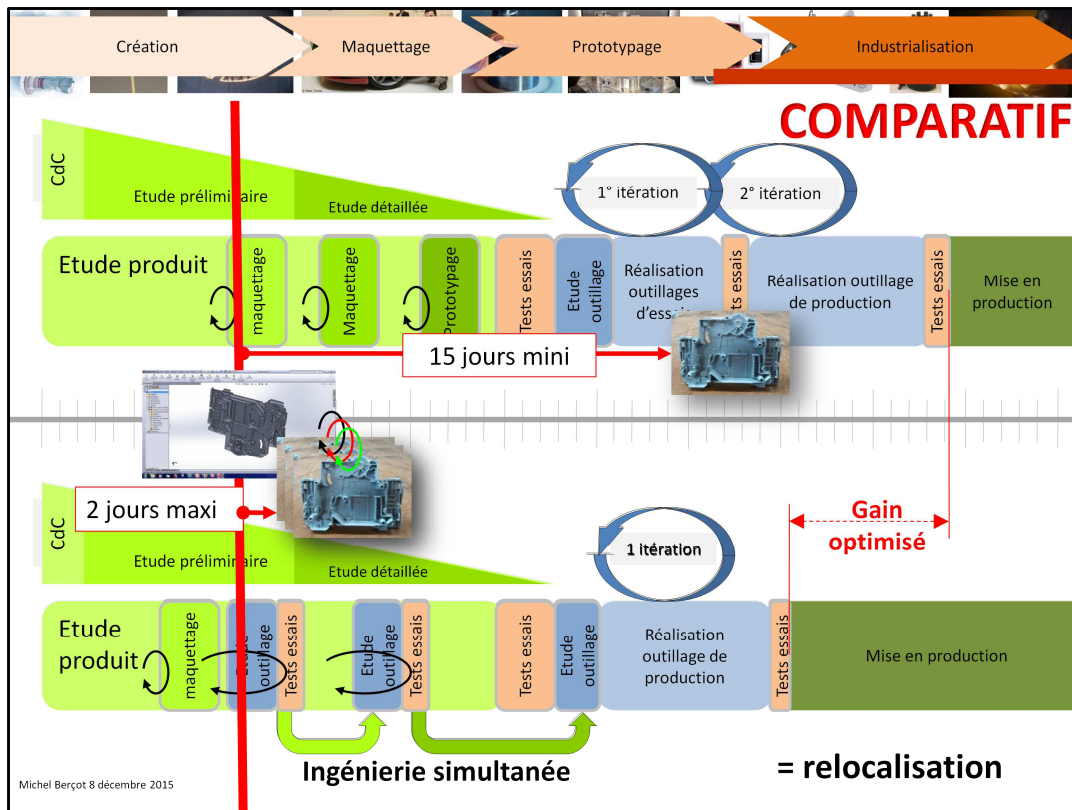 Création
Maquettage
Prototypage
Industrialisation
COMPARATIF
CdC
Etude préliminaire
Etude détaillée
1° itération
2° itération
Etude produit
maquettage
Maquettage
Prototypage
Tests essais
Etude
outillage
Réalisation
outillages
d'essais
Tests essais
Réalisation outillage
de production
Tests essais
Mise en
production
15 jours mini
2 jours maxi
CdC
Etude préliminaire
Etude détaillée
1 itération
Gain
optimisé
Etude
produit
maquettage
Etude
outillage
Tests essais
Etude
outillage
Tests essais
Tests essais
Etude
outillage
Réalisation
outillage de
production
Tests essais
Mise en production
Ingénierie simultanée
= relocalisation
Michel Berçot 8 décembre 2015